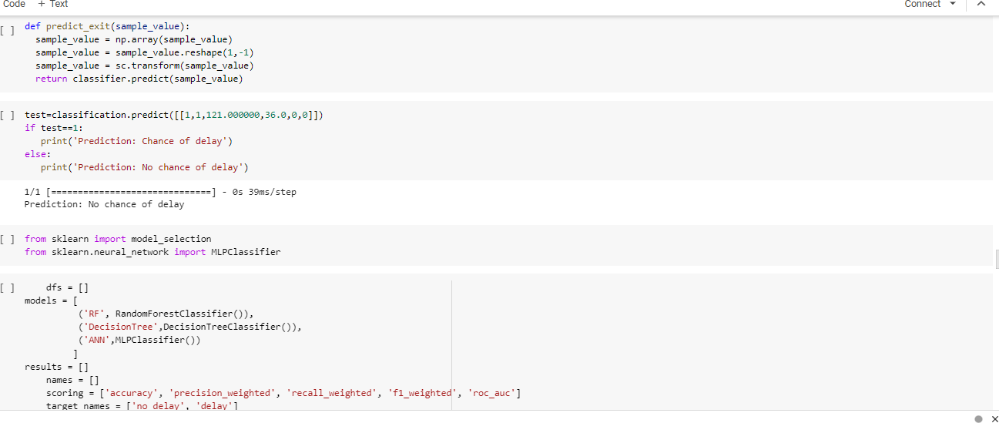 Code + Text Connect
[ ] def predict_exit(sample_value):
sample_value = np.array(sample_value)
sample_value = sample_value.reshape(1,-1)
sample_value = sc.transform(sample_value)
return classifier.predict(sample_value)
[ ] test=classification.predict([[1,1,121.000000,36.0,0,0]])
if test==1:
print('Prediction: Chance of delay')
else:
print('Prediction: No chance of delay')
1/1 [==============================] - 0s 39ms/step
Prediction: No chance of delay
[ ] from sklearn import model_selection
from sklearn.neural_network import MLPClassifier
[ ] dfs = []
models = [
('RF', RandomForestClassifier()),
('DecisionTree',DecisionTreeClassifier()),
('ANN',MLPClassifier())
]
results = []
names = []
scoring = ['accuracy', 'precision_weighted', 'recall_weighted', 'f1_weighted', 'roc_auc']
target_names = ['no delay', 'delay']